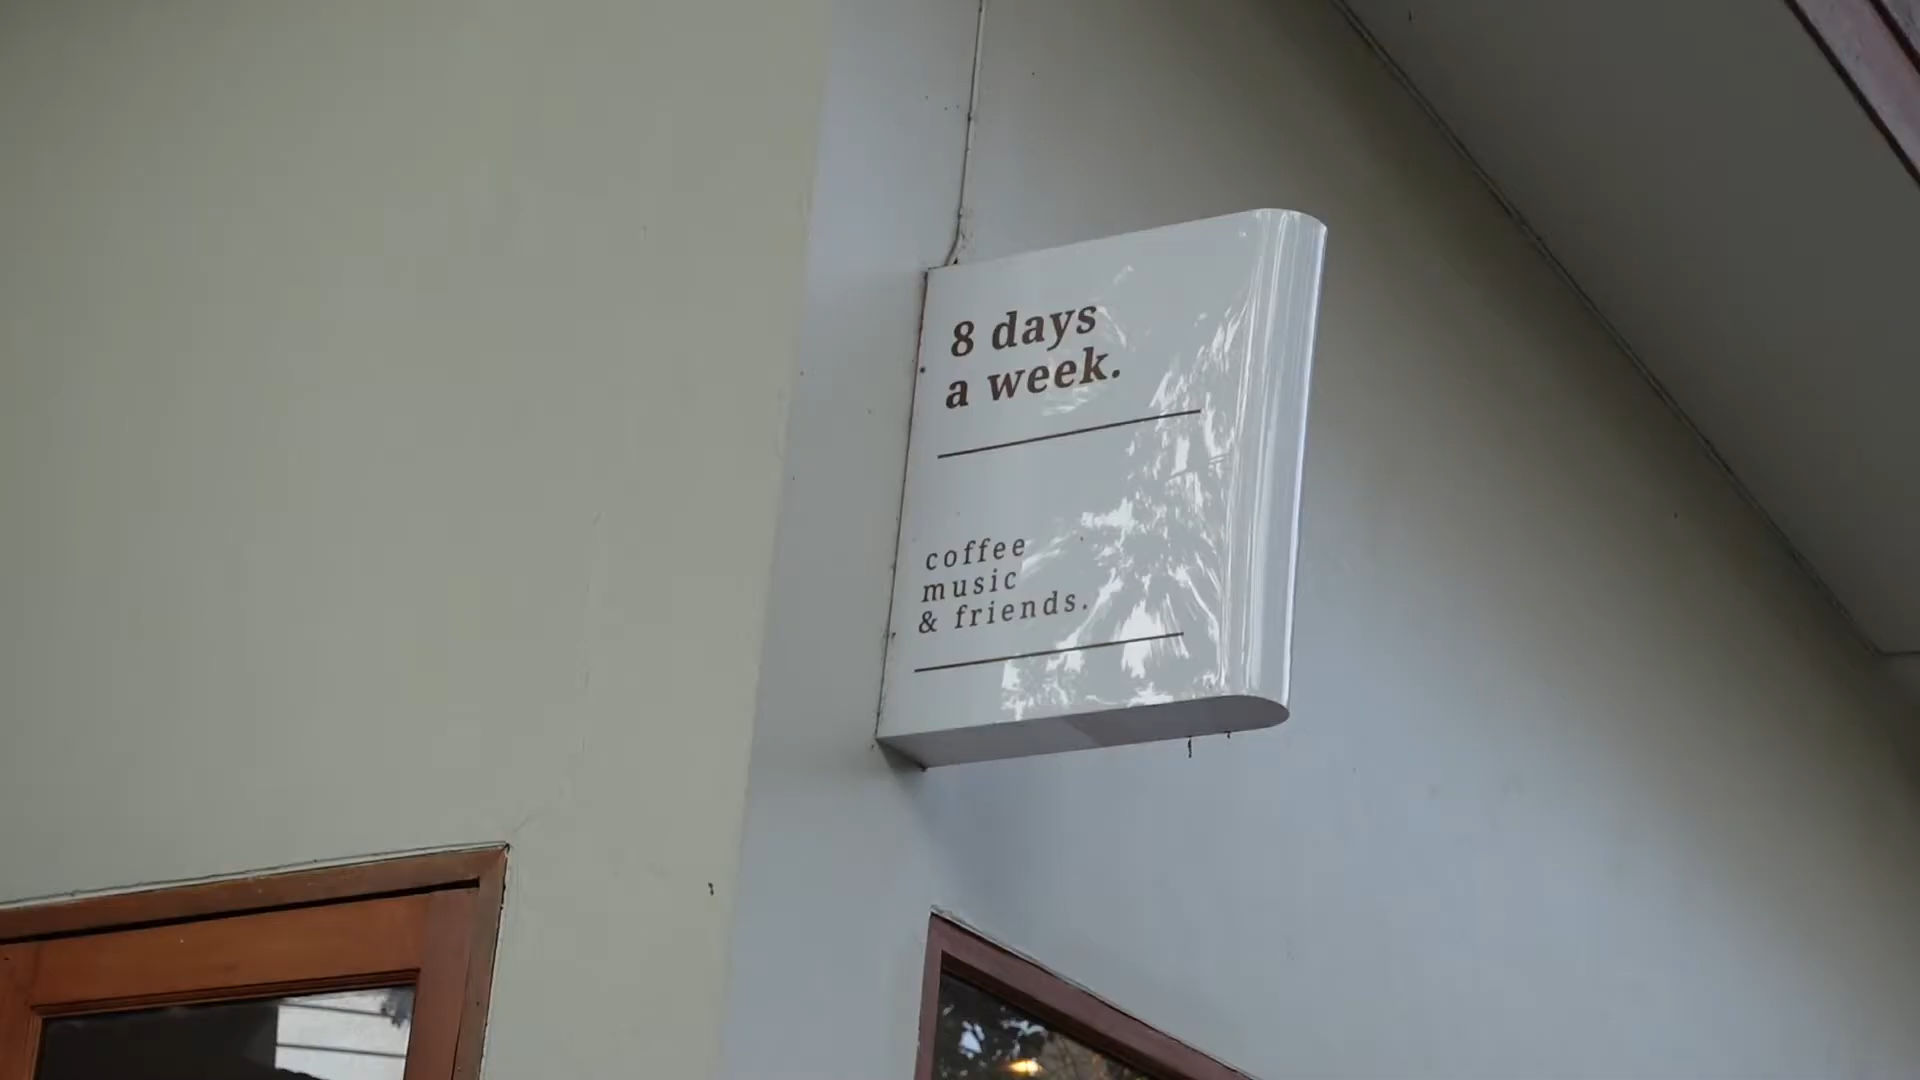 8 days
a week.
coffee
music
& friends.